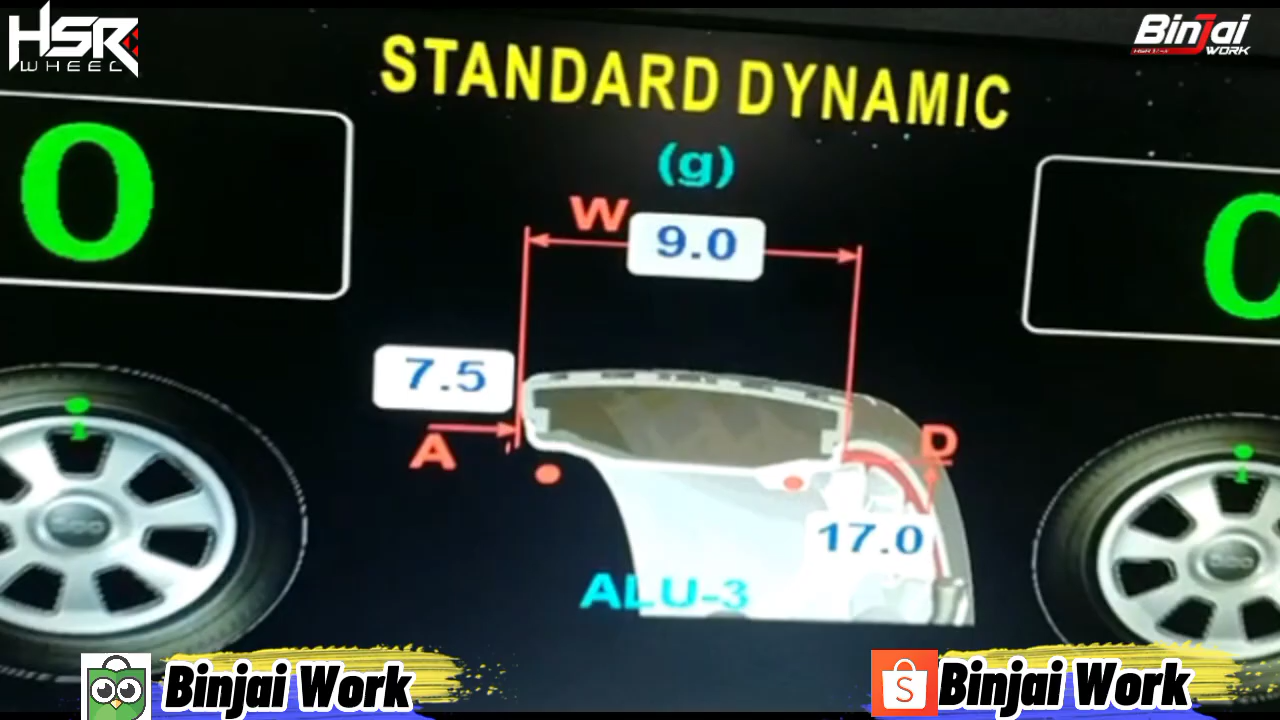 HSR
WHEEL
Binjai
WORK
STANDARD DYNAMIC
(g)
W
9.0
0
0
7.5
A
D
17.0
ALU-3
Binjai Work
Binjai Work